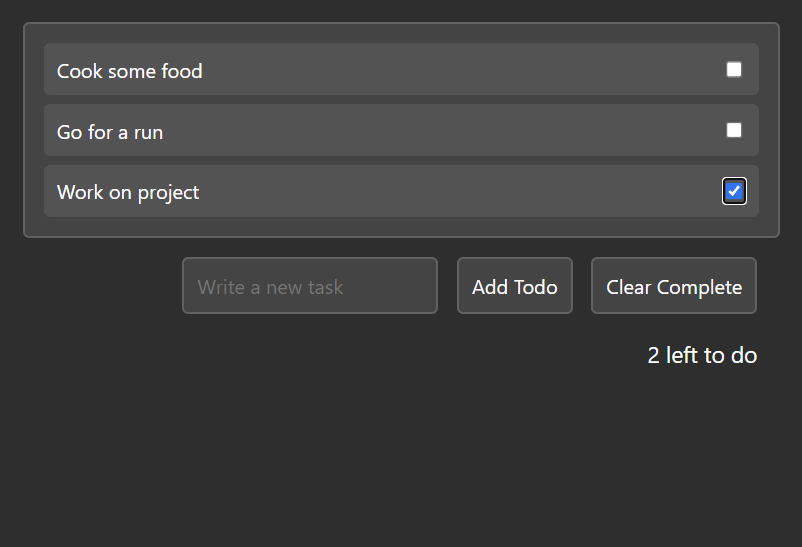 Cook some food
Go for a run
Work on project
Write a new task
Add Todo
Clear Complete
2 left to do